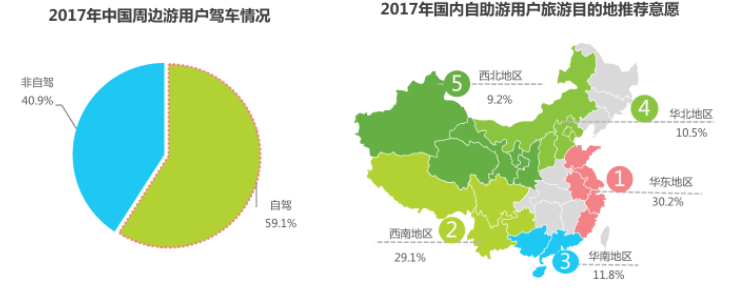 2017年中国周边游用户驾车情况
非自驾
40.9%
自驾
59.1%
2017年国内自助游用户旅游目的地推荐意愿
5
西北地区
9.2%
4
华北地区
10.5%
1
华东地区
30.2%
2
西南地区
29.1%
3
华南地区
11.8%